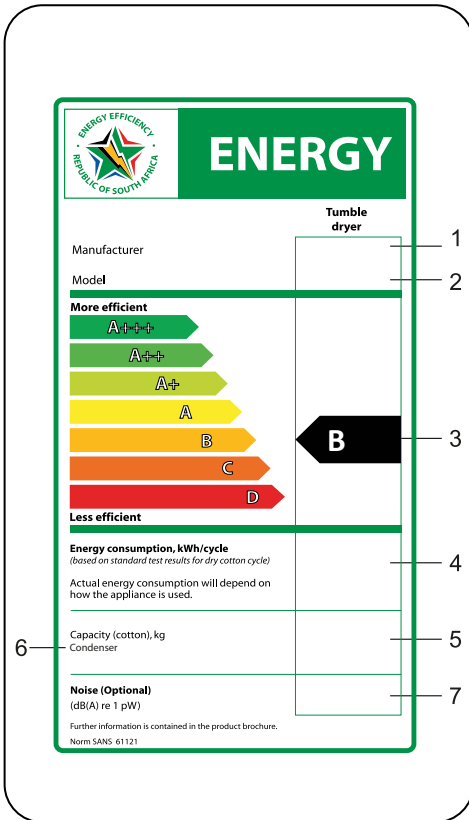 ENERGY EFFICIENCY
REPUBLIC OF SOUTH AFRICA
ENERGY
Tumble
dryer
1
Manufacturer
2
Model
More efficient
A+++
A++
A+
A
B
B
3
C
D
Less efficient
Energy consumption, kWh/cycle
(based on standard test results for dry cotton cycle)
4
Actual energy consumption will depend on
how the appliance is used.
Capacity (cotton), kg
5
6
Condenser
Noise (Optional)
7
(dB(A) re 1 pW)
Further information is contained in the product brochure.
Norm SANS 61121